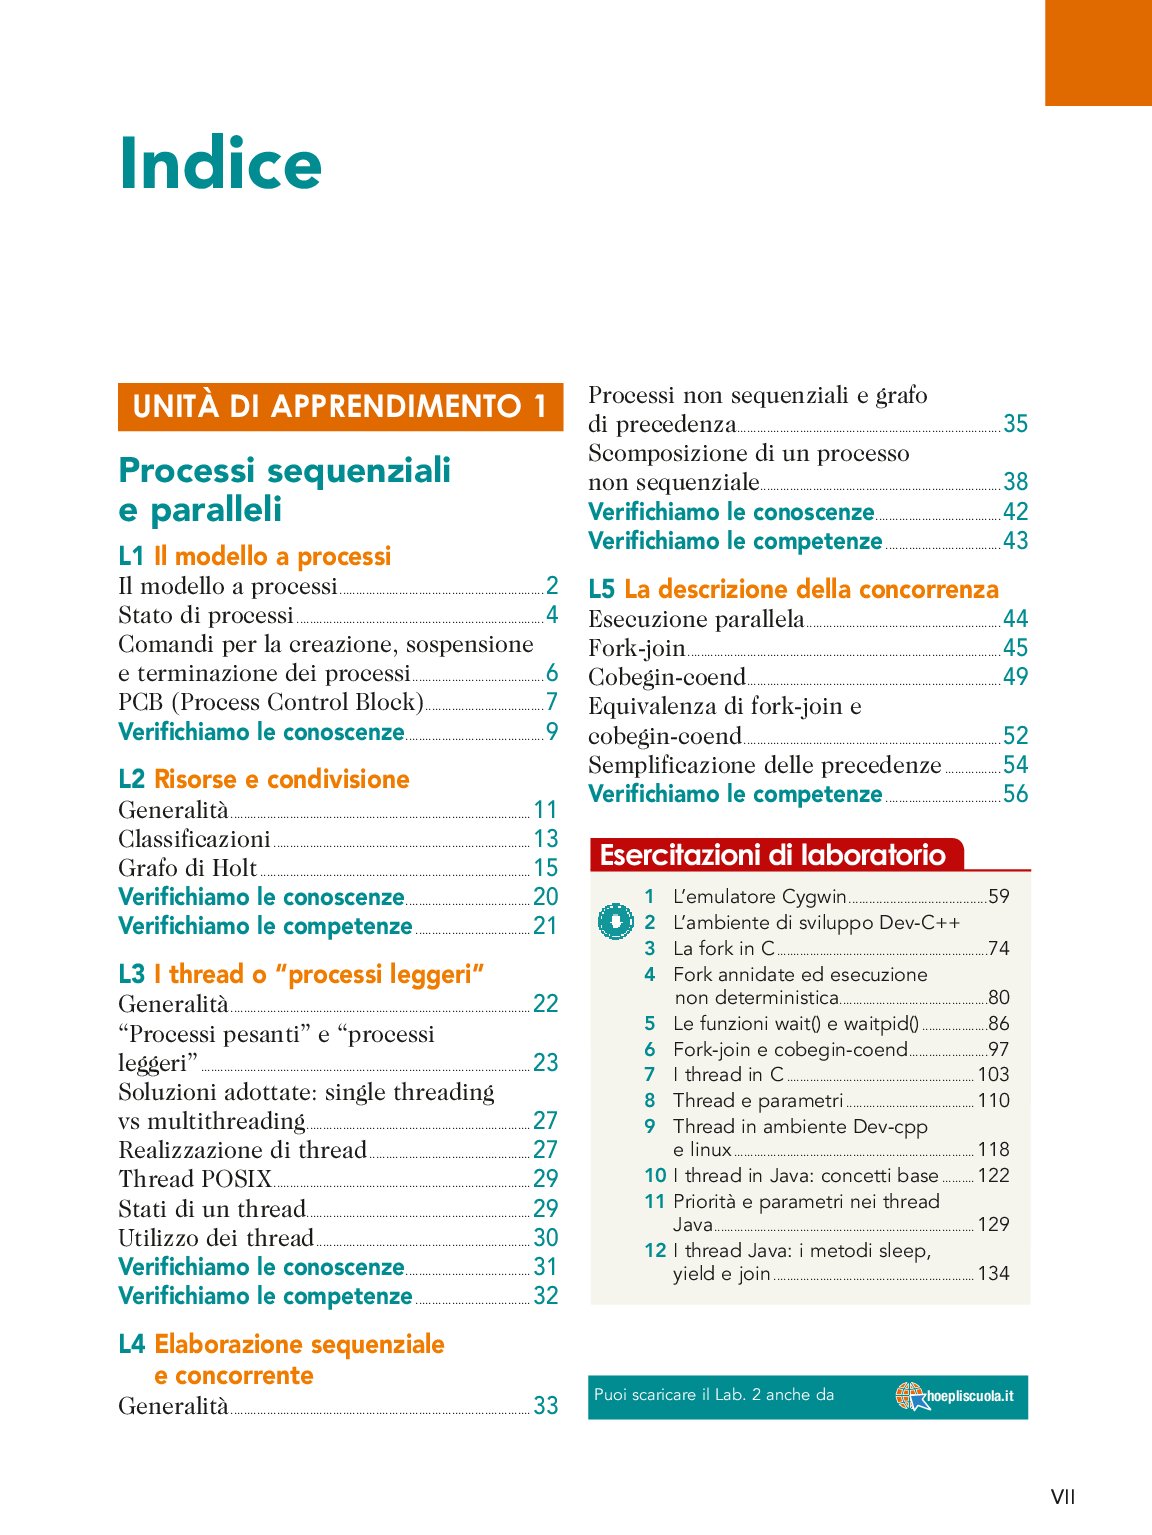 Indice
UNITÀ DI APPRENDIMENTO 1
Processi sequenziali
e paralleli
L1 Il modello a processi
Il modello a processi 2
Stato di processi 4
Comandi per la creazione, sospensione
e terminazione dei processi 6
PCB (Process Control Block) 7
Verifichiamo le conoscenze 9
L2 Risorse e condivisione
Generalità 11
Classificazioni 13
Grafo di Holt 15
Verifichiamo le conoscenze 20
Verifichiamo le competenze 21
L3 I thread o “processi leggeri”
Generalità 22
“Processi pesanti” e “processi
leggeri” 23
Soluzioni adottate: single threading
vs multithreading 27
Realizzazione di thread 27
Thread POSIX 29
Stati di un thread 29
Utilizzo dei thread 30
Verifichiamo le conoscenze 31
Verifichiamo le competenze 32
L4 Elaborazione sequenziale
e concorrente
Generalità 33
Processi non sequenziali e grafo
di precedenza 35
Scomposizione di un processo
non sequenziale 38
Verifichiamo le conoscenze 42
Verifichiamo le competenze 43
L5 La descrizione della concorrenza
Esecuzione parallela 44
Fork-join 45
Cobegin-coend 49
Equivalenza di fork-join e
cobegin-coend 52
Semplificazione delle precedenze 54
Verifichiamo le competenze 56
Esercitazioni di laboratorio
1 L’emulatore Cygwin 59
2 L’ambiente di sviluppo Dev-C++
3 La fork in C 74
4 Fork annidate ed esecuzione
non deterministica 80
5 Le funzioni wait() e waitpid() 86
6 Fork-join e cobegin-coend 97
7 I thread in C 103
8 Thread e parametri 110
9 Thread in ambiente Dev-cpp
e linux 118
10 I thread in Java: concetti base 122
11 Priorità e parametri nei thread
Java 129
12 I thread Java: i metodi sleep,
yield e join 134
Puoi scaricare il Lab. 2 anche da hoepliscuola.it
VII